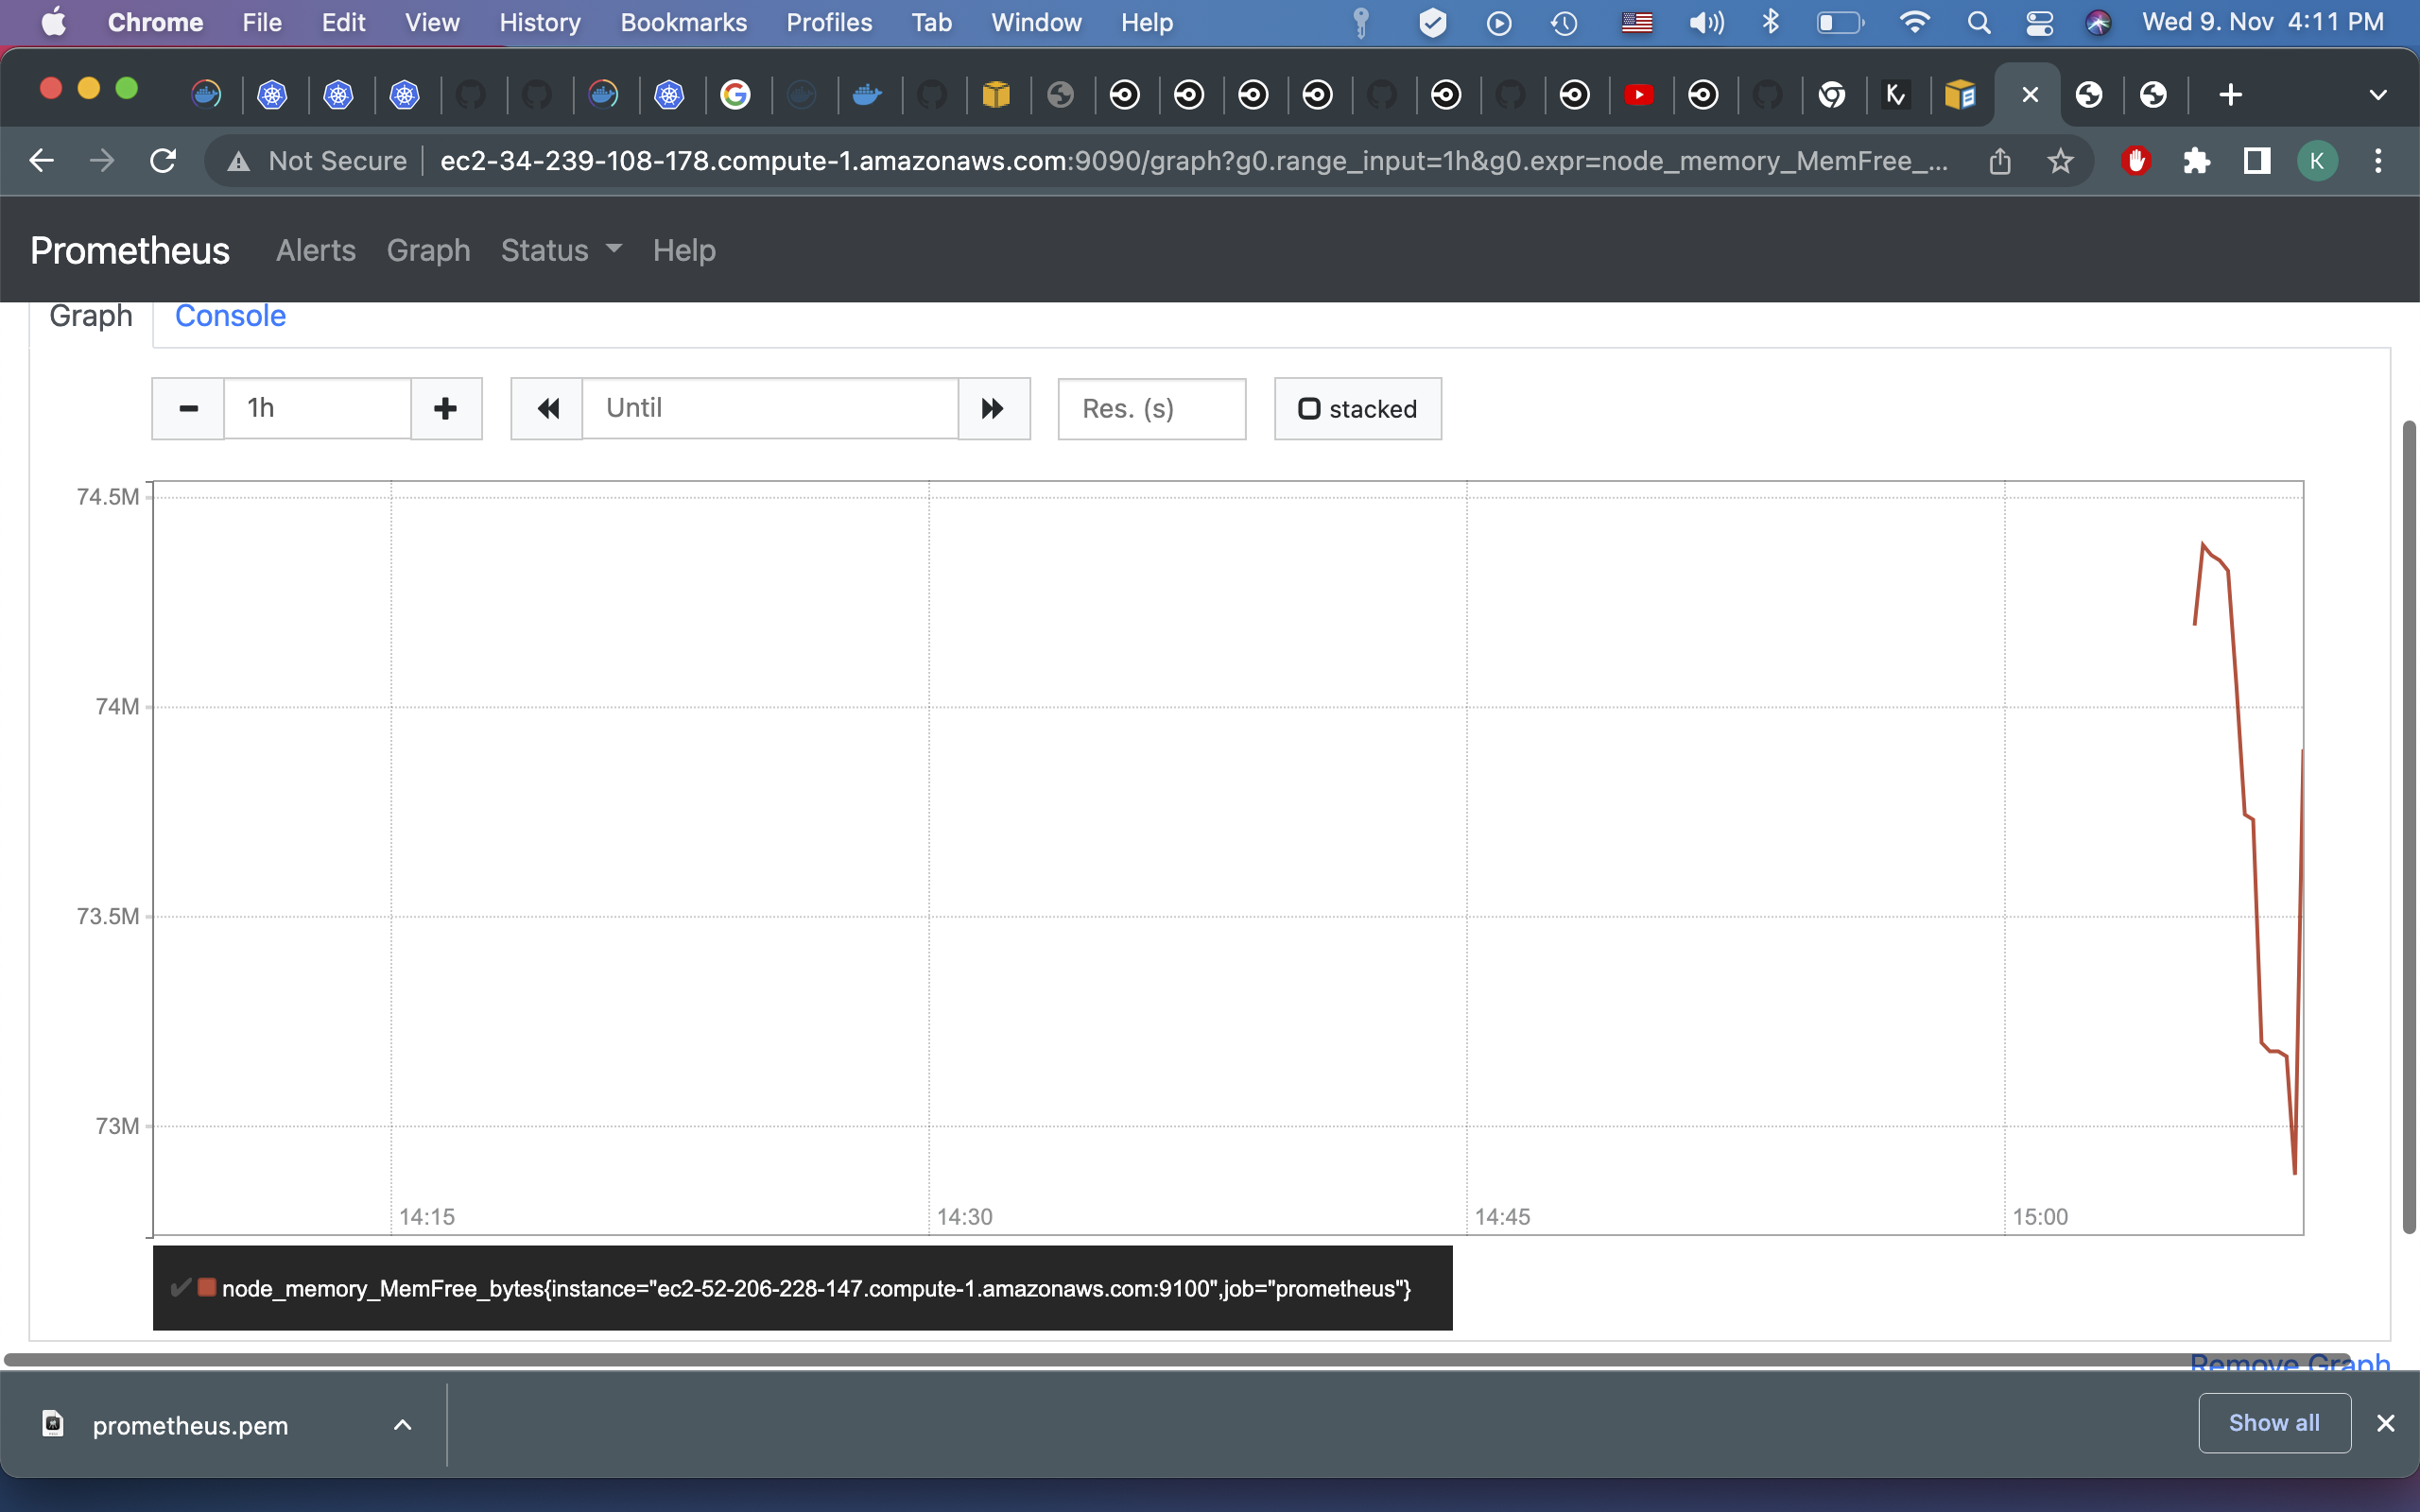 Chrome File Edit View History Bookmarks Profiles Tab Window Help Wed 9. Nov 4:11 PM
Not Secure ec2-34-239-108-178.compute-1.amazonaws.com:9090/graph?g0.range_input=1h&g0.expr=node_memory_MemFree_... K
Prometheus Alerts Graph Status Help
Graph Console
1h Until Res. (s) stacked
74.5M
74M
73.5M
73M
14:15 14:30 14:45 15:00
node_memory_MemFree_bytes{instance="ec2-52-206-228-147.compute-1.amazonaws.com:9100",job="prometheus"}
Remove Graph
prometheus.pem Show all